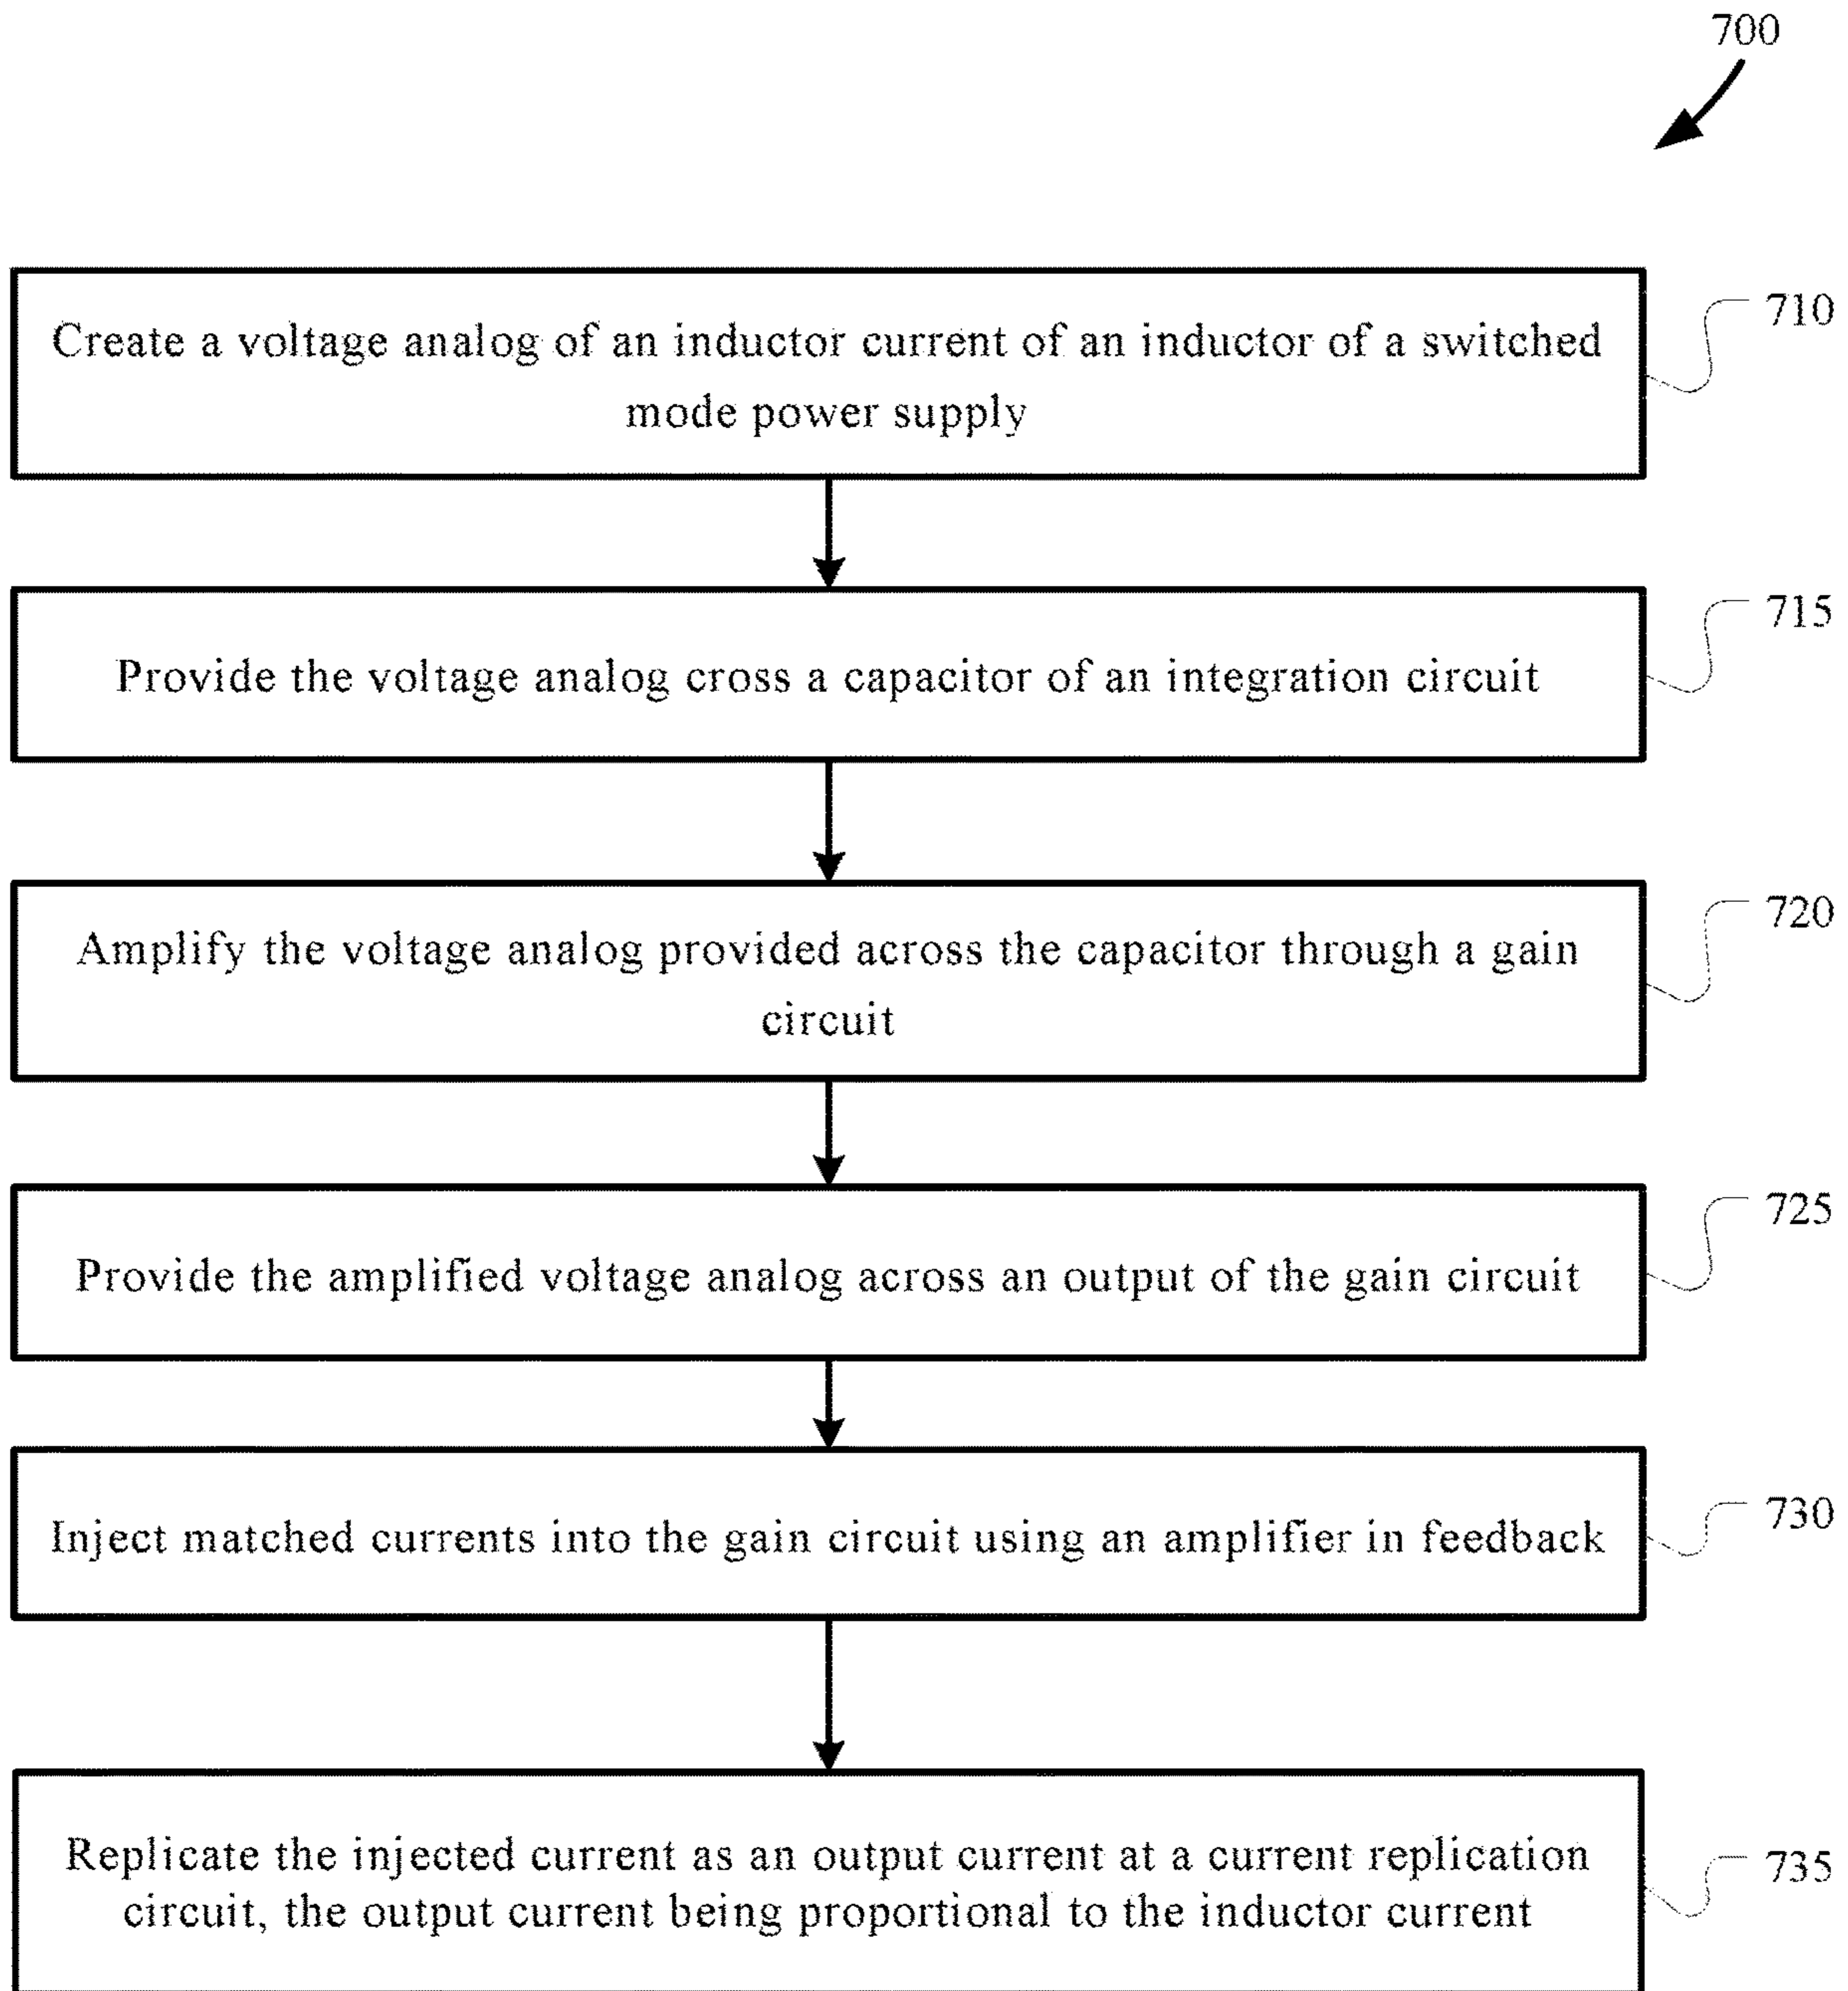 700
Create a voltage analog of an inductor current of an inductor of a switched
mode power supply
710
Provide the voltage analog cross a capacitor of an integration circuit
715
Amplify the voltage analog provided across the capacitor through a gain
circuit
720
Provide the amplified voltage analog across an output of the gain circuit
725
Inject matched currents into the gain circuit using an amplifier in feedback
730
Replicate the injected current as an output current at a current replication
circuit, the output current being proportional to the inductor current
735